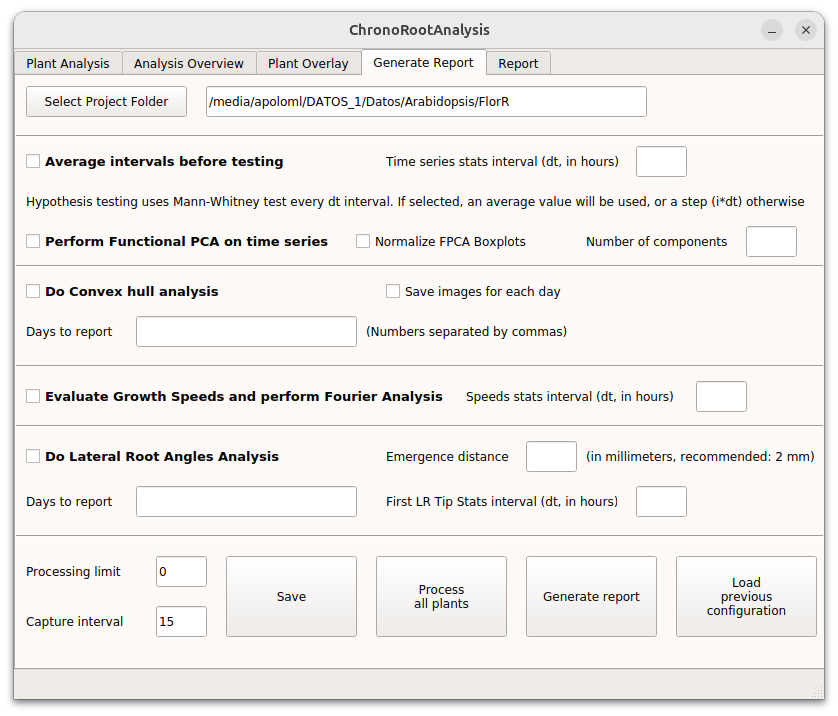 ChronoRootAnalysis
Plant Analysis Analysis Overview Plant Overlay Generate Report Report
Select Project Folder /media/apoloml/DATOS_1/Datos/Arabidopsis/FlorR
Average intervals before testing Time series stats interval (dt, in hours)
Hypothesis testing uses Mann-Whitney test every dt interval. If selected, an average value will be used, or a step (i*dt) otherwise
Perform Functional PCA on time series Normalize FPCA Boxplots Number of components
Do Convex hull analysis Save images for each day
Days to report (Numbers separated by commas)
Evaluate Growth Speeds and perform Fourier Analysis Speeds stats interval (dt, in hours)
Do Lateral Root Angles Analysis Emergence distance (in millimeters, recommended: 2 mm)
Days to report First LR Tip Stats interval (dt, in hours)
Processing limit 0
Capture interval 15
Save
Process
all plants
Generate report
Load
previous
configuration